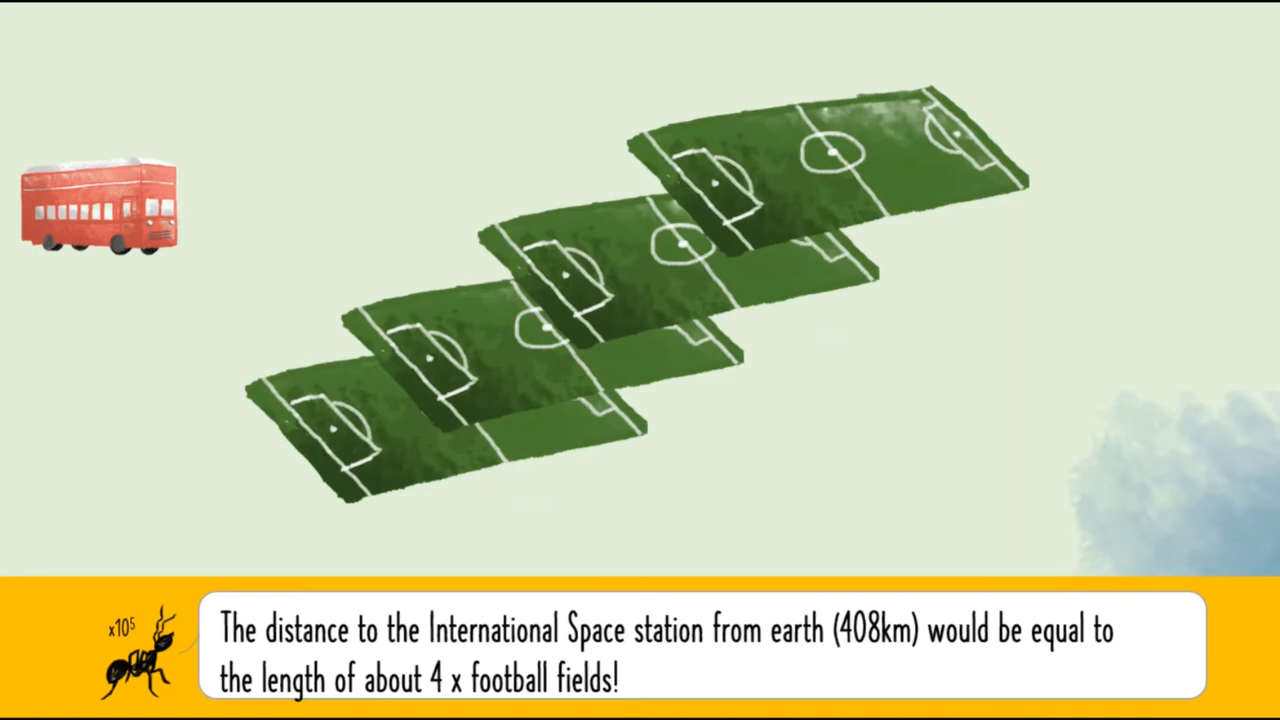 x10⁵
The distance to the International Space station from earth (408km) would be equal to
the length of about 4 x football fields!